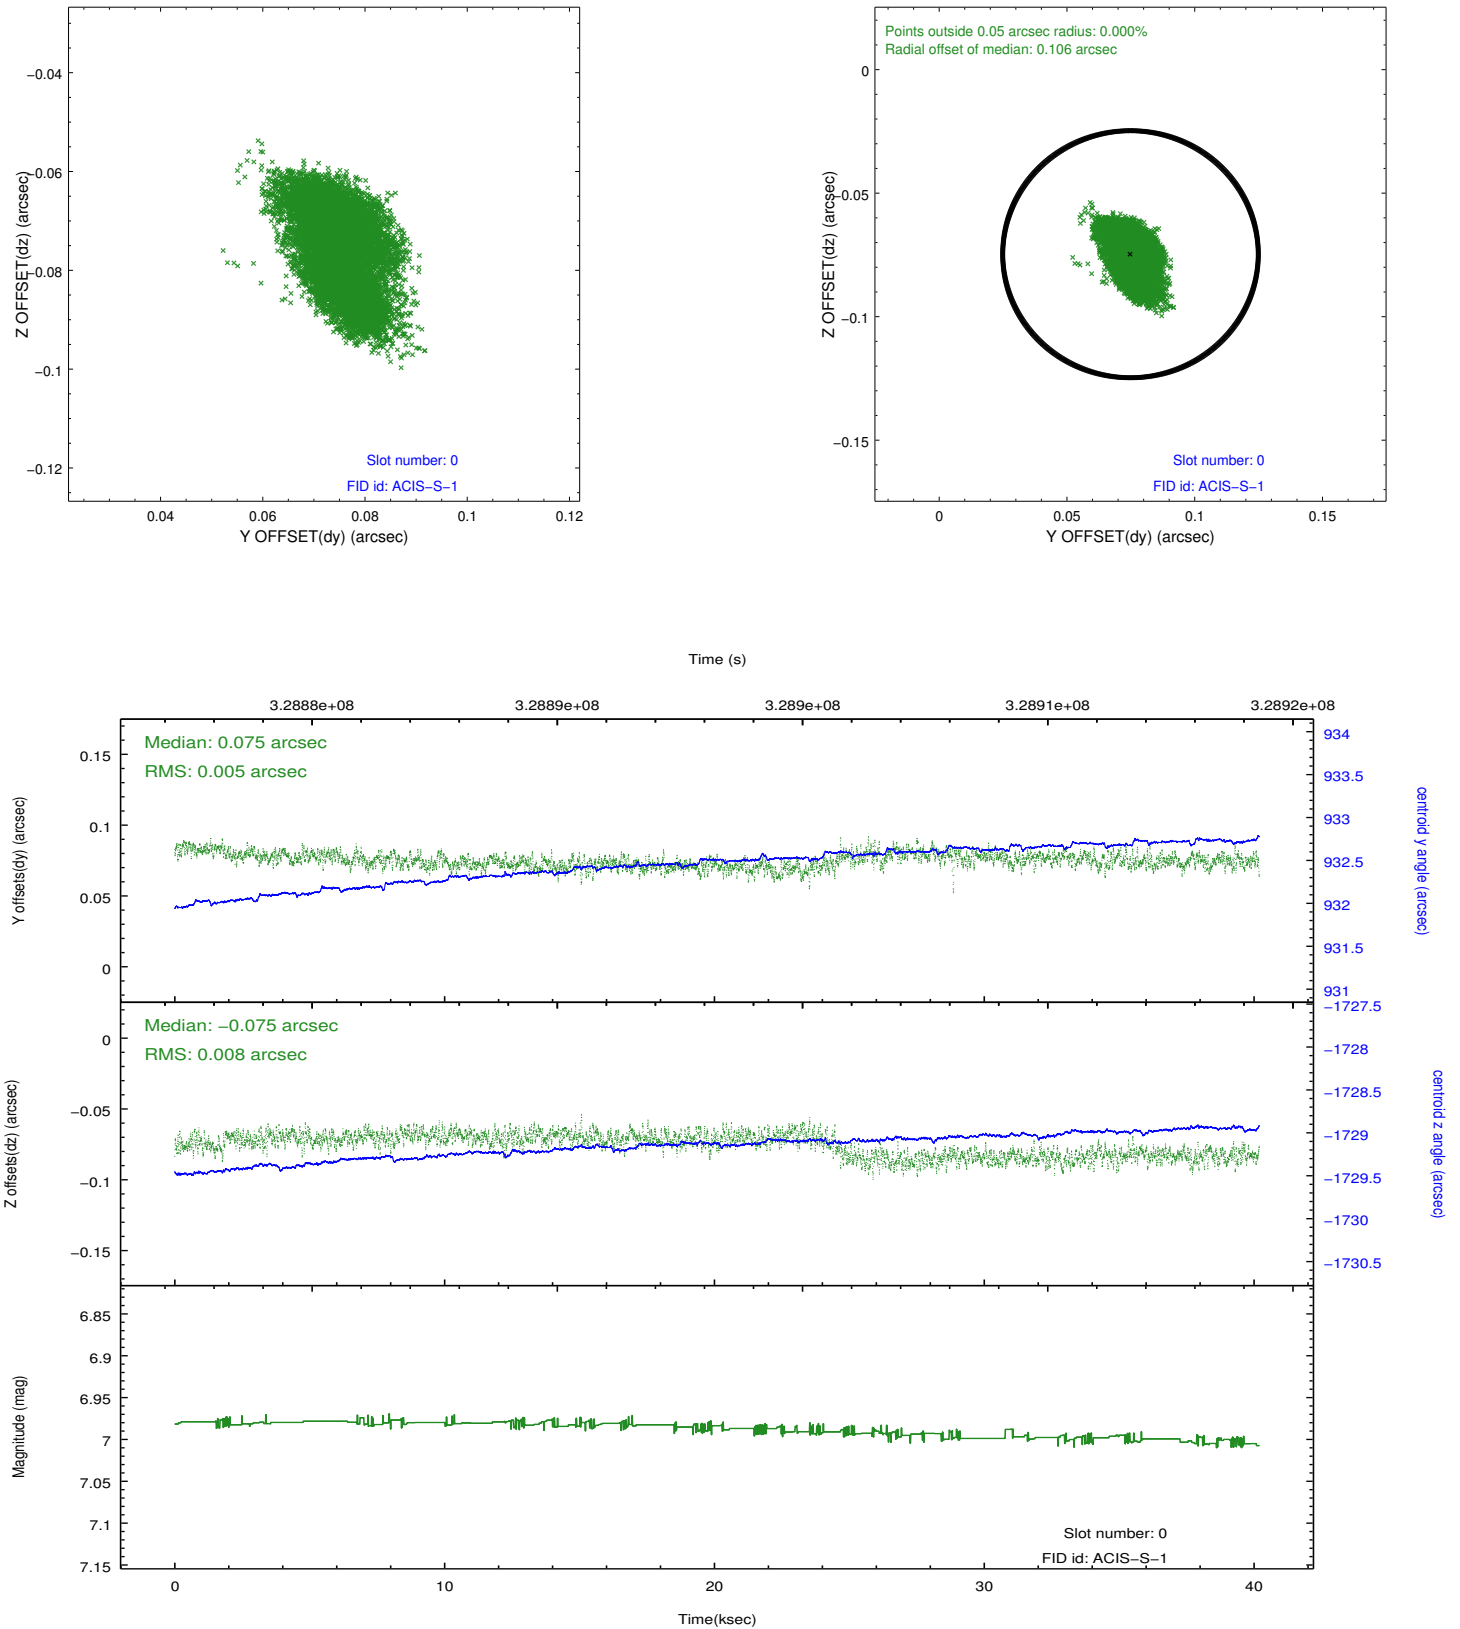 −0.04
−0.06
−0.08
−0.1
−0.12
Z OFFSET(dz) (arcsec)
Slot number: 0
FID id: ACIS−S−1
0.04 0.06 0.08 0.1 0.12
Y OFFSET(dy) (arcsec)
Points outside 0.05 arcsec radius: 0.000%
Radial offset of median: 0.106 arcsec
0
−0.05
−0.1
−0.15
Z OFFSET(dz) (arcsec)
Slot number: 0
FID id: ACIS−S−1
0 0.05 0.1 0.15
Y OFFSET(dy) (arcsec)
Time (s)
3.2888e+08 3.2889e+08 3.289e+08 3.2891e+08 3.2892e+08
Median: 0.075 arcsec
RMS: 0.005 arcsec
0.15
0.1
0.05
0
Y offsets(dy) (arcsec)
934
933.5
933
932.5
932
931.5
931
centroid y angle (arcsec)
Median: −0.075 arcsec
RMS: 0.008 arcsec
0
−0.05
−0.1
−0.15
Z offsets(dz) (arcsec)
−1727.5
−1728
−1728.5
−1729
−1729.5
−1730
−1730.5
centroid z angle (arcsec)
6.85
6.9
6.95
7
7.05
7.1
7.15
Magnitude (mag)
Slot number: 0
FID id: ACIS−S−1
0 10 20 30 40
Time(ksec)